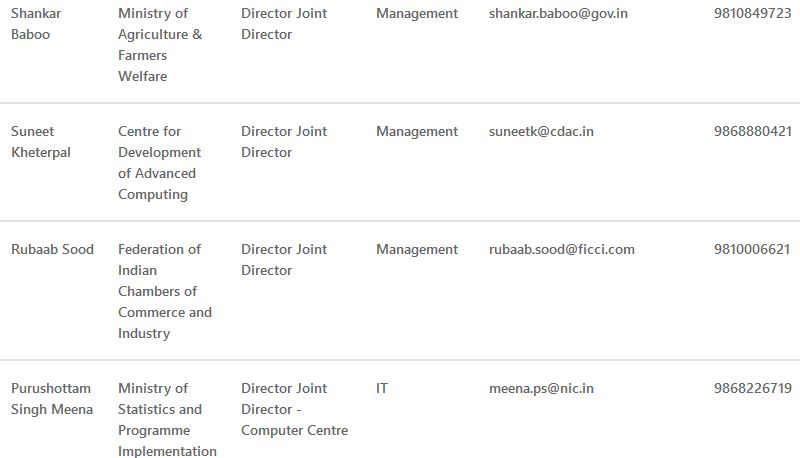 Shankar Baboo
Ministry of Agriculture & Farmers Welfare
Director Joint Director
Management
shankar.baboo@gov.in
9810849723
Suneet Kheterpal
Centre for Development of Advanced Computing
Director Joint Director
Management
suneetk@cdac.in
9868880421
Rubaab Sood
Federation of Indian Chambers of Commerce and Industry
Director Joint Director
Management
rubaab.sood@ficci.com
9810006621
Purushottam Singh Meena
Ministry of Statistics and Programme Implementation
Director Joint Director - Computer Centre
IT
meena.ps@nic.in
9868226719